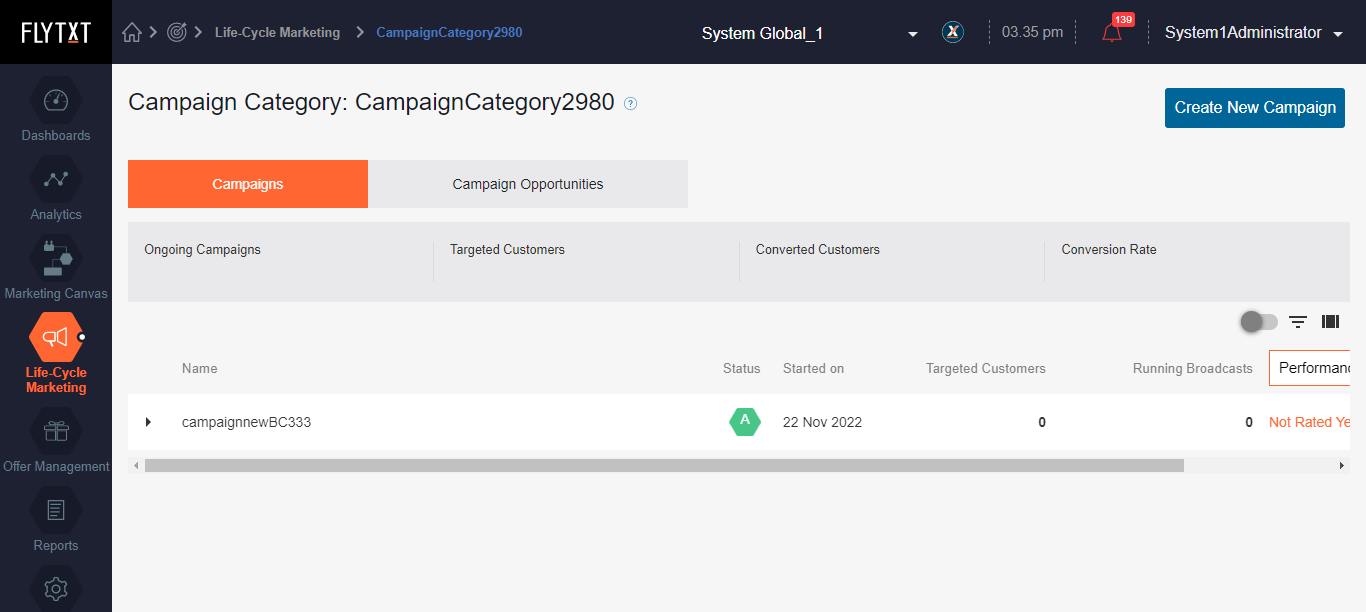 FLYTXT
Life-Cycle Marketing
CampaignCategory2980
System Global_1
X
03.35 pm
139
System1Administrator
Dashboards
Analytics
Marketing Canvas
Life-Cycle
Marketing
Offer Management
Reports
Campaign Category: CampaignCategory2980 ?
Create New Campaign
Campaigns
Campaign Opportunities
Ongoing Campaigns
Targeted Customers
Converted Customers
Conversion Rate
Name
Status
Started on
Targeted Customers
Running Broadcasts
Performanc
campaignnewBC333
A
22 Nov 2022
0
0
Not Rated Ye